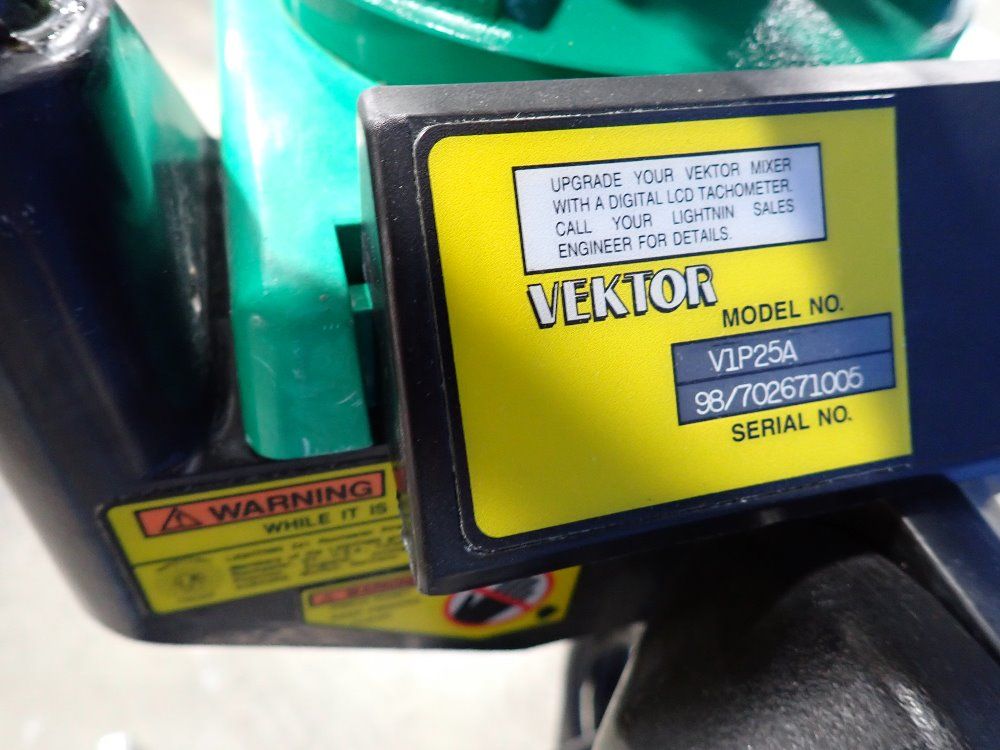 UPGRADE YOUR VEKTOR MIXER
WITH A DIGITAL LCD TACHOMETER.
CALL YOUR LIGHTNIN SALES
ENGINEER FOR DETAILS.
VEKTOR
MODEL NO.
V1P25A
98/702671005
SERIAL NO.
WARNING
WHILE IT IS